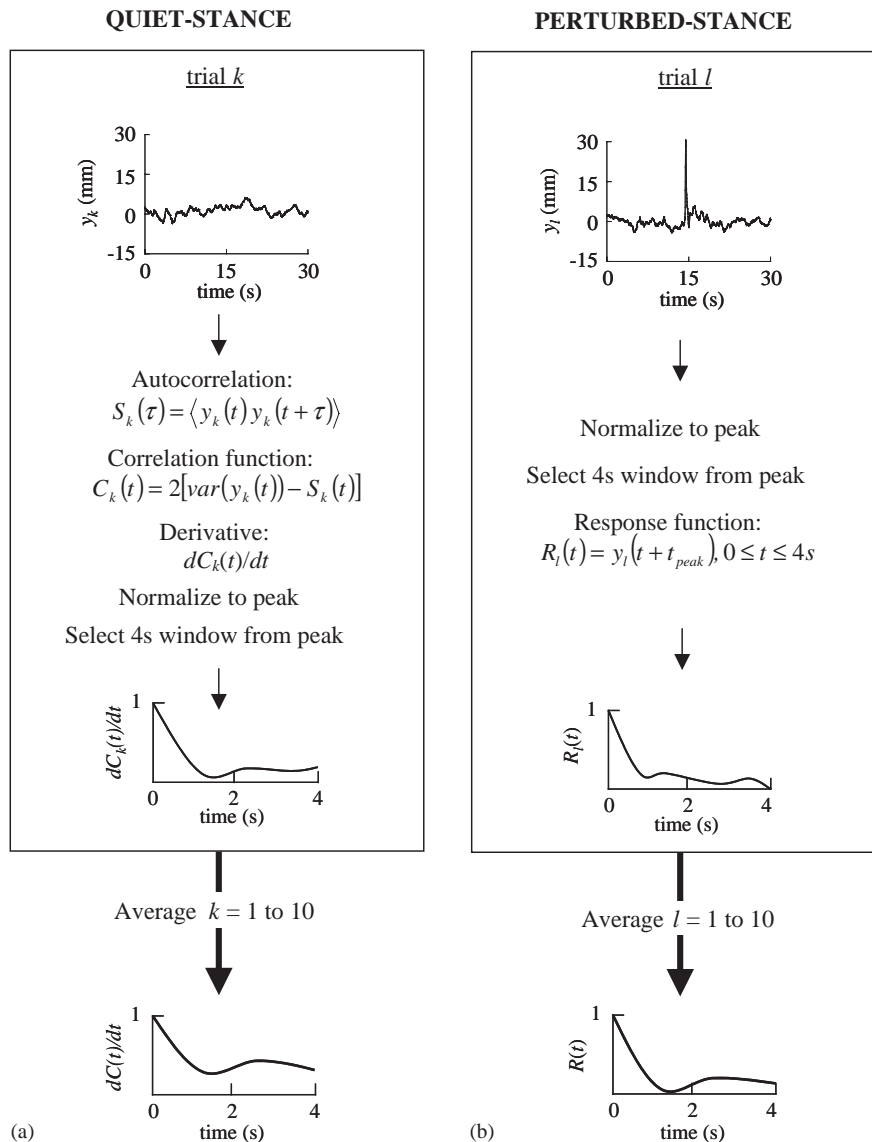 QUIET-STANCE
trial k
30
15
0
-15
y_k (mm)
0 15 30
time (s)
Autocorrelation:
S_k(τ) = ⟨y_k(t) y_k(t + τ)⟩
Correlation function:
C_k(t) = 2[var(y_k(t)) − S_k(t)]
Derivative:
dC_k(t)/dt
Normalize to peak
Select 4s window from peak
1
dC_k(t)/dt
0 2 4
time (s)
Average k = 1 to 10
1
dC(t)/dt
0 2 4
time (s)
(a)
PERTURBED-STANCE
trial l
30
15
0
-15
y_l (mm)
0 15 30
time (s)
Normalize to peak
Select 4s window from peak
Response function:
R_l(t) = y_l(t + t_peak), 0 ≤ t ≤ 4s
1
R_l(t)
0 2 4
time (s)
Average l = 1 to 10
1
R(t)
0 2 4
time (s)
(b)